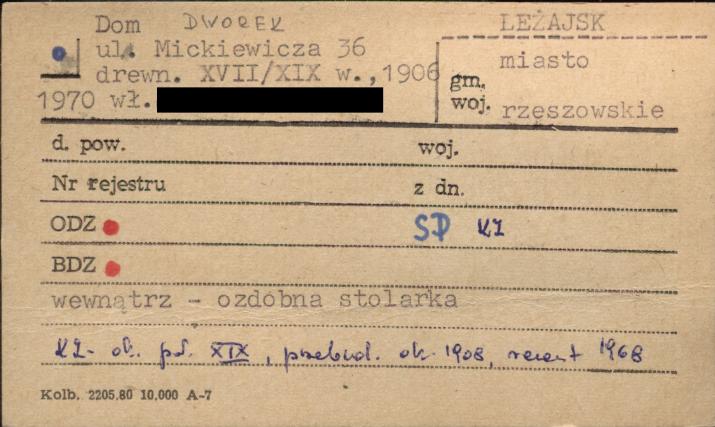 Dom DWOREK LEŻAJSK
ul. Mickiewicza 36 miasto
drewn. XVII/XIX w., 1906 gm.
1970 wł. woj. rzeszowskie
d. pow. woj.
Nr rejestru z dn.
ODZ SP KZ
BDZ
wewnątrz - ozdobna stolarka
KZ - ok. poł. XIX, przebud. ok. 1908, remont 1968
Kolb. 2205.80 10,000 A-7